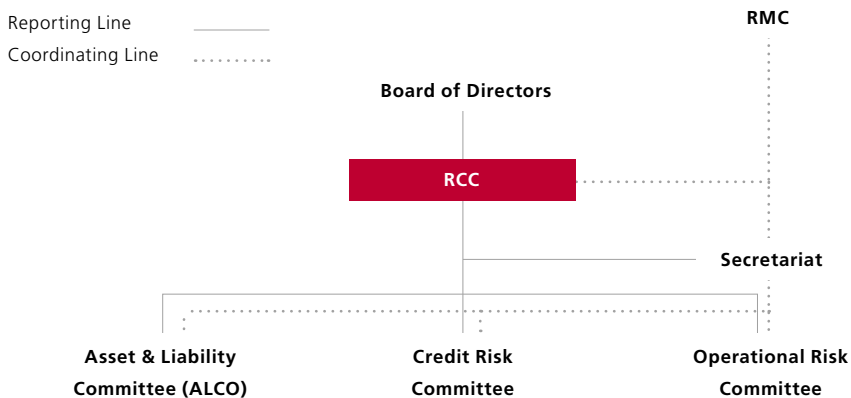 Reporting Line
RMC
Coordinating Line
Board of Directors
RCC
Secretariat
Asset & Liability
Committee (ALCO)
Credit Risk
Committee
Operational Risk
Committee